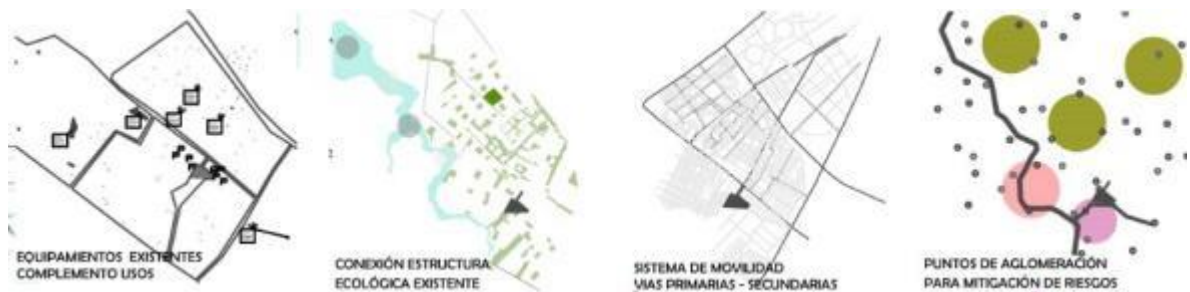 EQUIPAMIENTOS EXISTENTES
COMPLEMENTO USOS
CONEXIÓN ESTRUCTURA
ECOLÓGICA EXISTENTE
SISTEMA DE MOVILIDAD
VIAS PRIMARIAS - SECUNDARIAS
PUNTOS DE AGLOMERACIÓN
PARA MITIGACIÓN DE RIESGOS